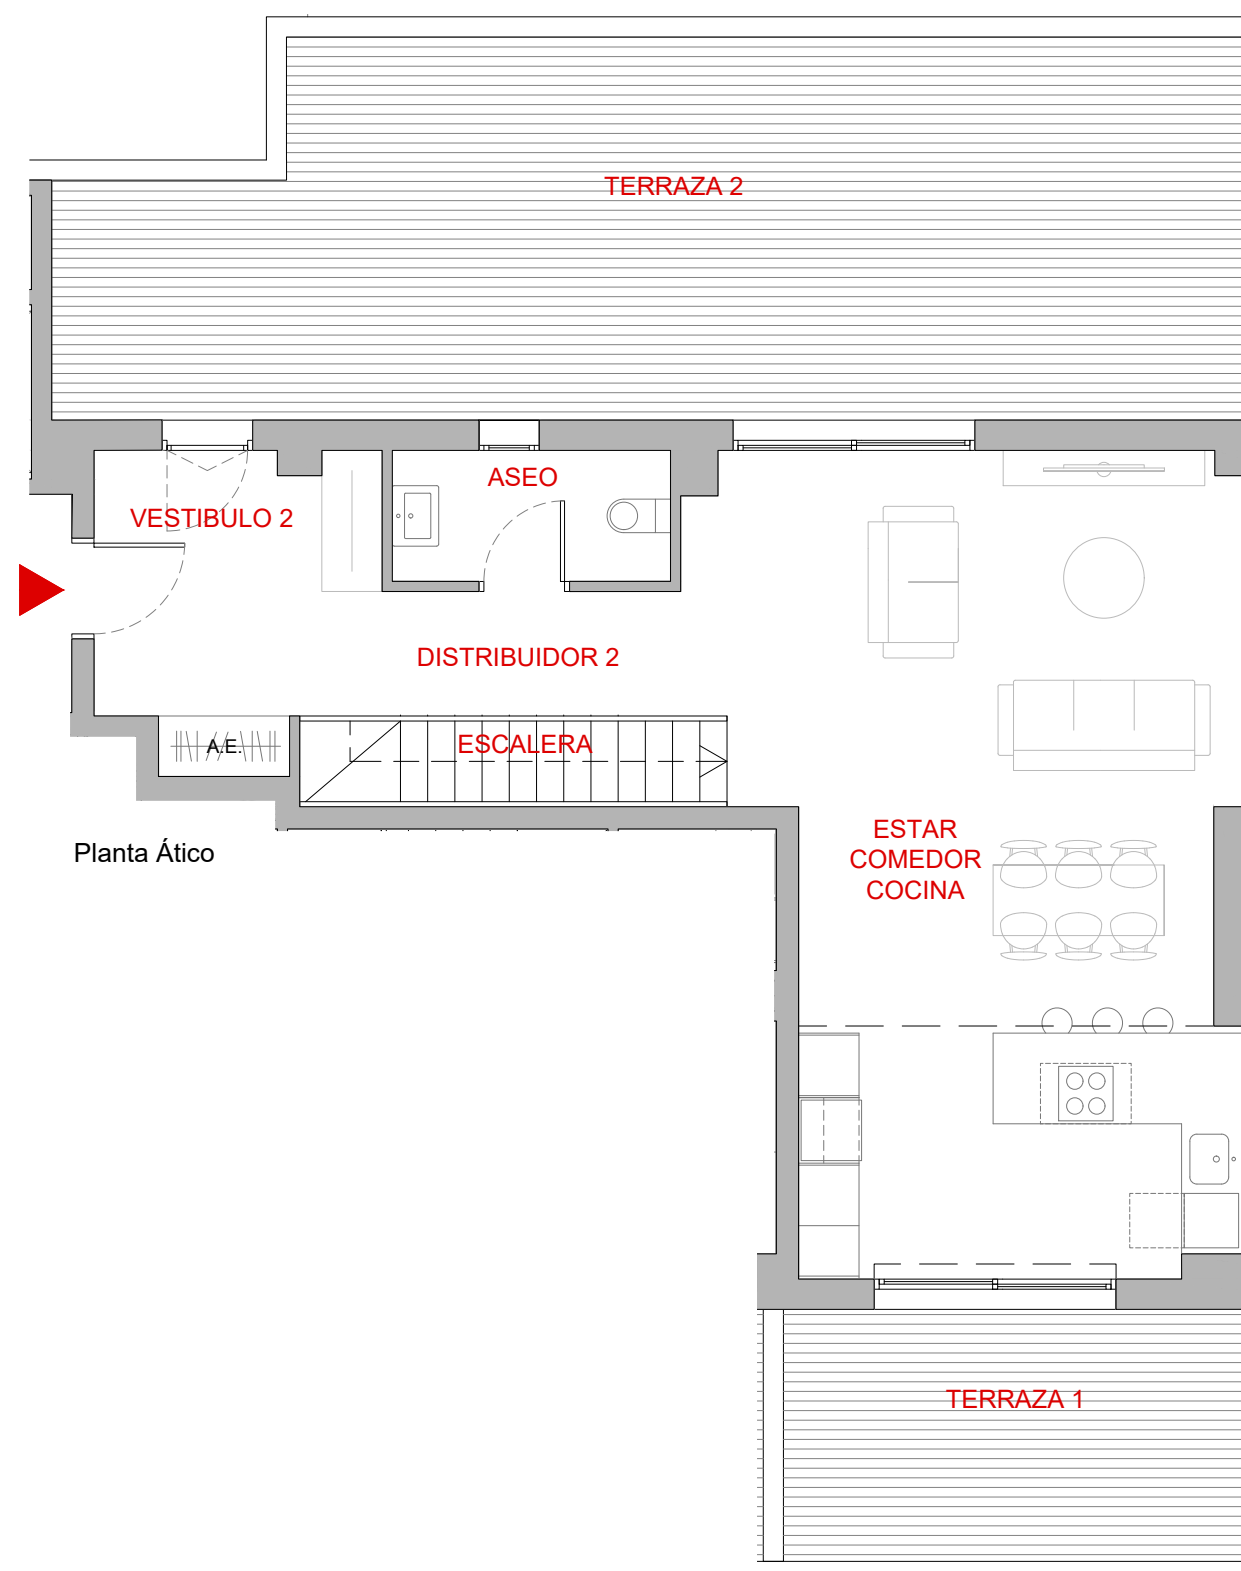 TERRAZA 2
ASEO
VESTIBULO 2
DISTRIBUIDOR 2
A.E.
ESCALERA
Planta Ático
ESTAR
COMEDOR
COCINA
TERRAZA 1